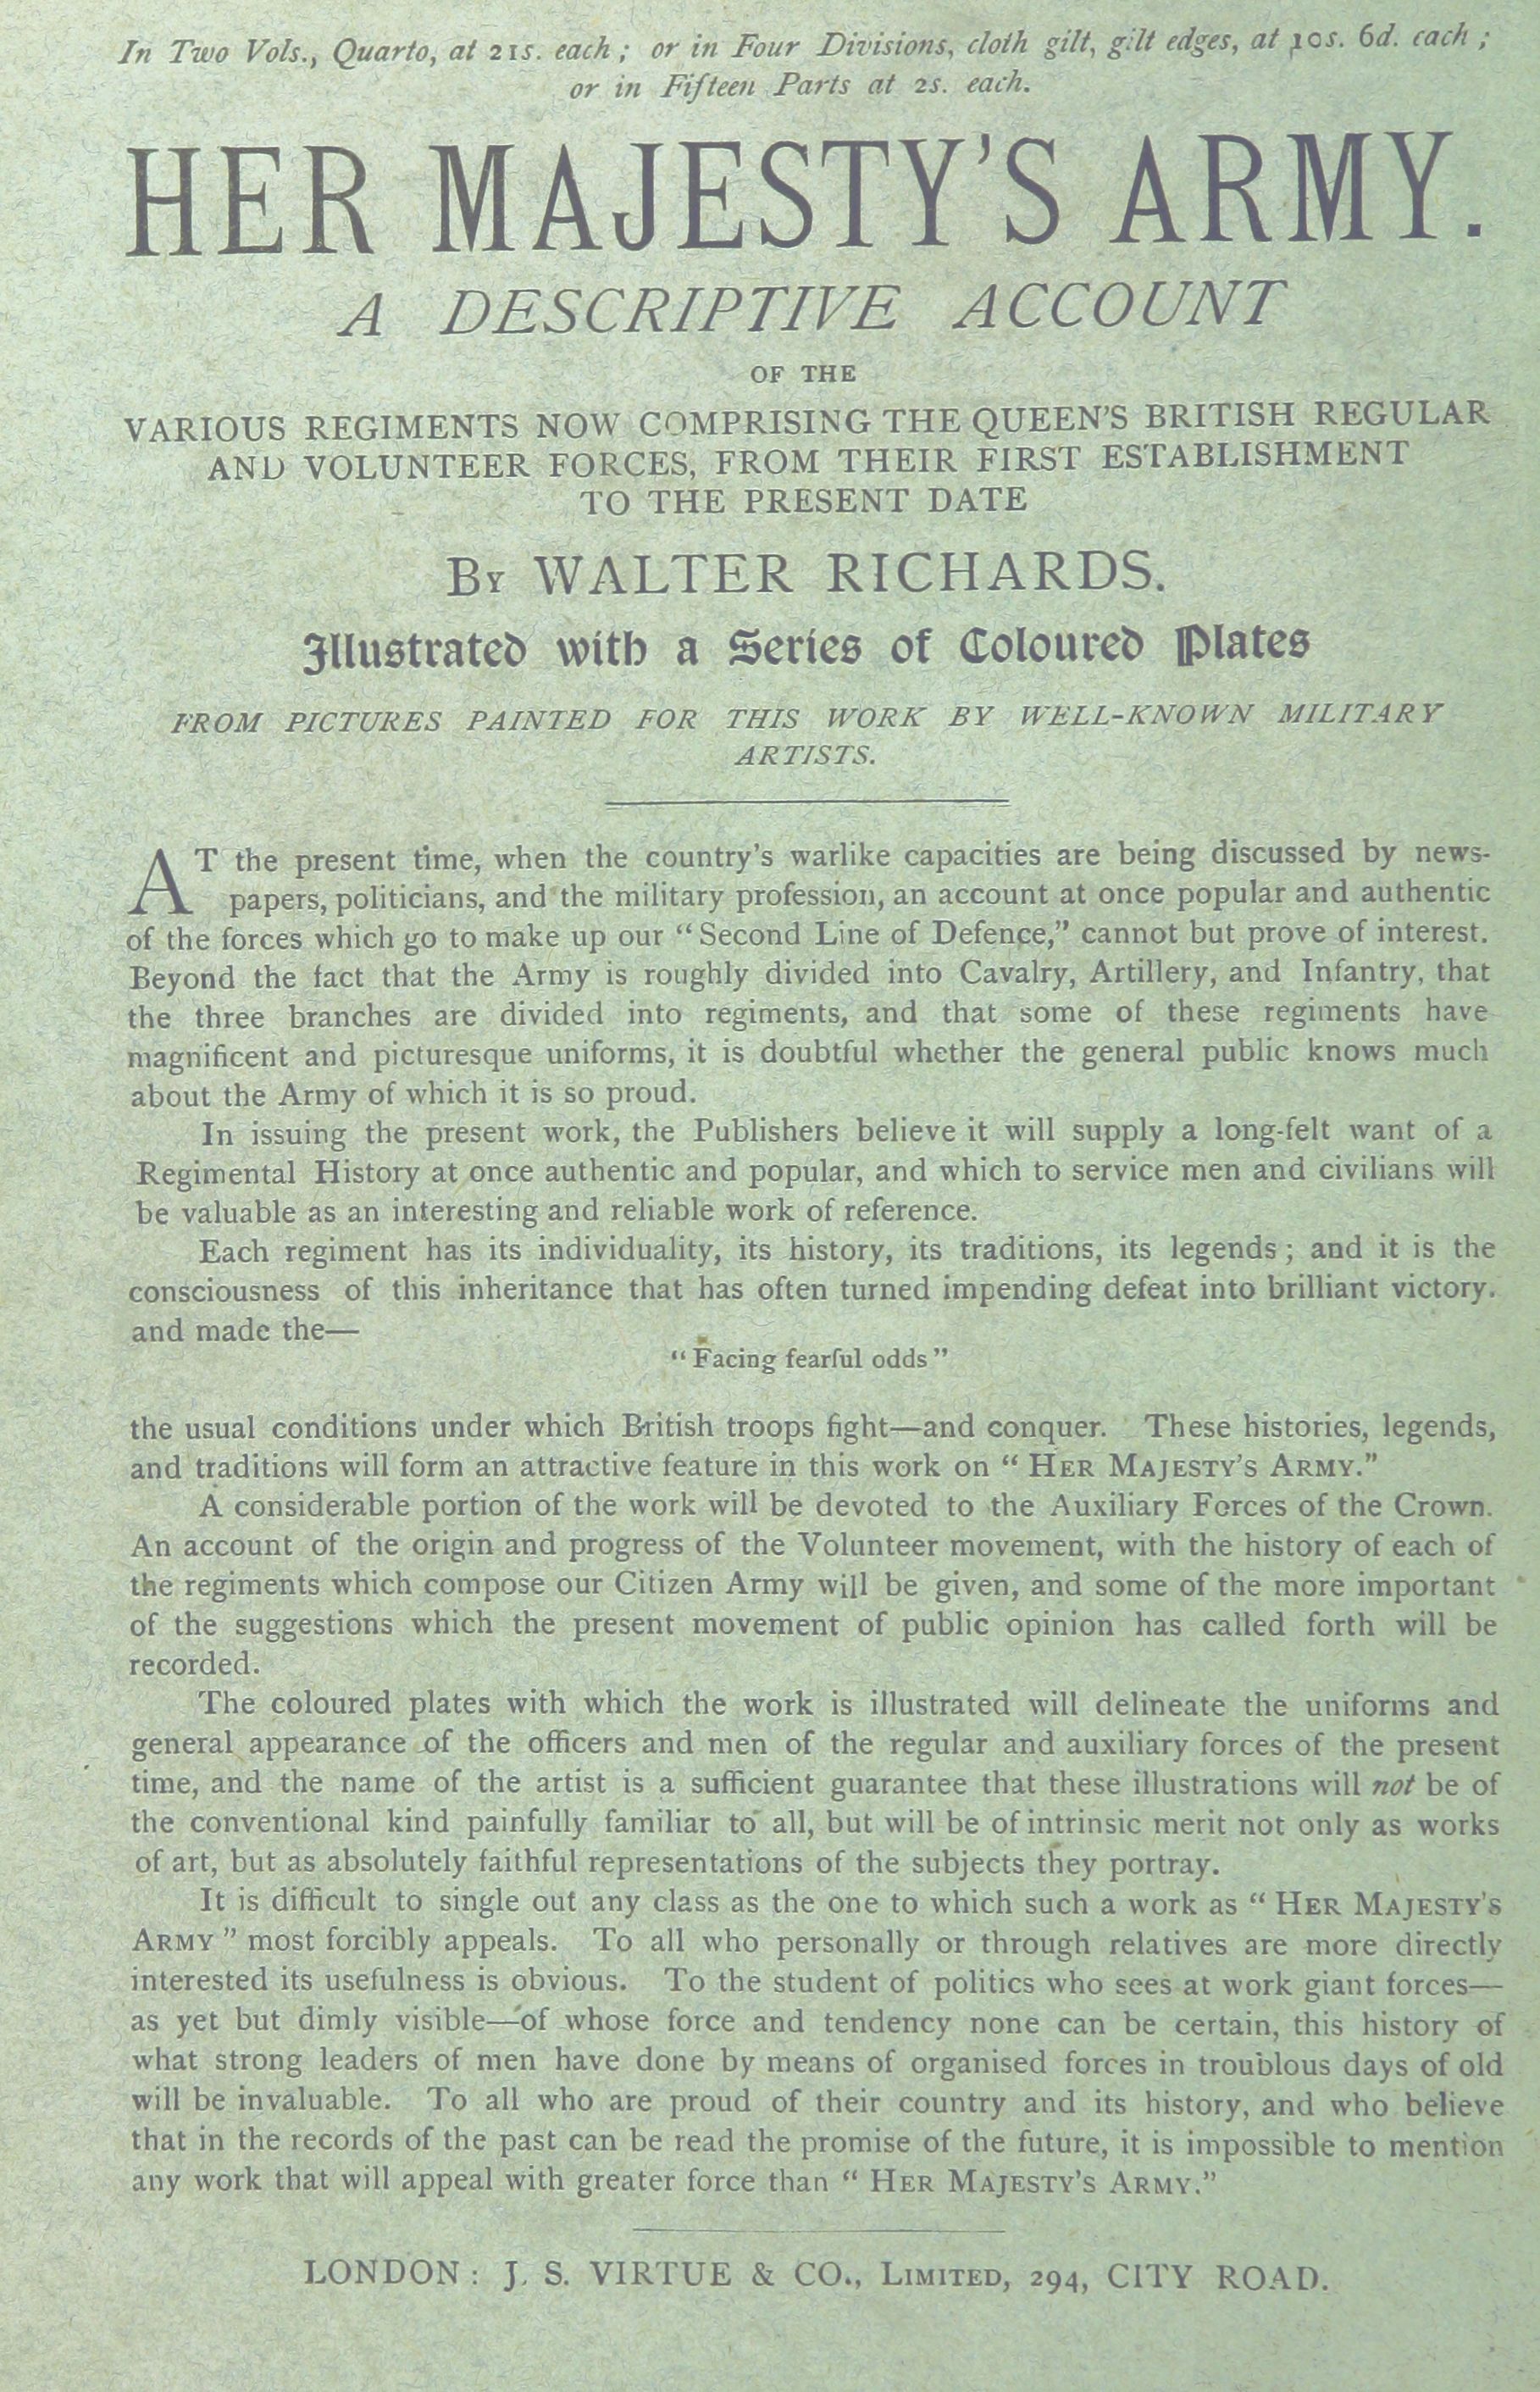 In Two Vols., Quarto, at 21s. each; or in Four Divisions, cloth gilt, gilt edges, at 10s. 6d. each;
or in Fifteen Parts at 2s. each.
HER MAJESTY'S ARMY.
A DESCRIPTIVE ACCOUNT
OF THE
VARIOUS REGIMENTS NOW COMPRISING THE QUEEN'S BRITISH REGULAR
AND VOLUNTEER FORCES, FROM THEIR FIRST ESTABLISHMENT
TO THE PRESENT DATE
BY WALTER RICHARDS.
Illustrated with a Series of Coloured Plates
FROM PICTURES PAINTED FOR THIS WORK BY WELL-KNOWN MILITARY
ARTISTS.
AT the present time, when the country's warlike capacities are being discussed by news-
papers, politicians, and the military profession, an account at once popular and authentic
of the forces which go to make up our "Second Line of Defence," cannot but prove of interest.
Beyond the fact that the Army is roughly divided into Cavalry, Artillery, and Infantry, that
the three branches are divided into regiments, and that some of these regiments have
magnificent and picturesque uniforms, it is doubtful whether the general public knows much
about the Army of which it is so proud.
In issuing the present work, the Publishers believe it will supply a long-felt want of a
Regimental History at once authentic and popular, and which to service men and civilians will
be valuable as an interesting and reliable work of reference.
Each regiment has its individuality, its history, its traditions, its legends; and it is the
consciousness of this inheritance that has often turned impending defeat into brilliant victory.
and made the—
"Facing fearful odds"
the usual conditions under which British troops fight—and conquer. These histories, legends,
and traditions will form an attractive feature in this work on "HER MAJESTY'S ARMY."
A considerable portion of the work will be devoted to the Auxiliary Forces of the Crown.
An account of the origin and progress of the Volunteer movement, with the history of each of
the regiments which compose our Citizen Army will be given, and some of the more important
of the suggestions which the present movement of public opinion has called forth will be
recorded.
The coloured plates with which the work is illustrated will delineate the uniforms and
general appearance of the officers and men of the regular and auxiliary forces of the present
time, and the name of the artist is a sufficient guarantee that these illustrations will not be of
the conventional kind painfully familiar to all, but will be of intrinsic merit not only as works
of art, but as absolutely faithful representations of the subjects they portray.
It is difficult to single out any class as the one to which such a work as "HER MAJESTY'S
ARMY" most forcibly appeals. To all who personally or through relatives are more directly
interested its usefulness is obvious. To the student of politics who sees at work giant forces—
as yet but dimly visible—of whose force and tendency none can be certain, this history of
what strong leaders of men have done by means of organised forces in troublous days of old
will be invaluable. To all who are proud of their country and its history, and who believe
that in the records of the past can be read the promise of the future, it is impossible to mention
any work that will appeal with greater force than "HER MAJESTY'S ARMY."
LONDON: J. S. VIRTUE & CO., LIMITED, 294, CITY ROAD.